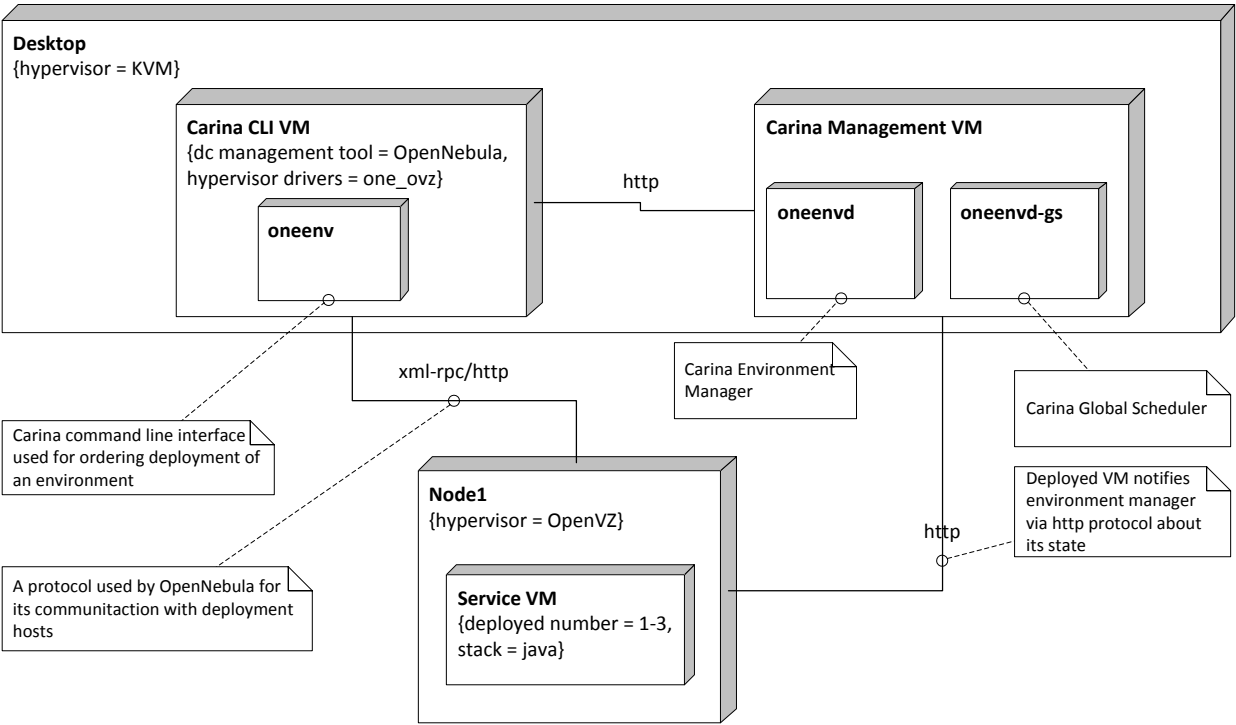 Desktop
{hypervisor = KVM}
Carina CLI VM
{dc management tool = OpenNebula,
hypervisor drivers = one_ovz}
oneenv
http
Carina Management VM
oneenvd
oneenvd-gs
xml-rpc/http
Carina Environment
Manager
Carina Global Scheduler
Carina command line interface
used for ordering deployment of
an environment
Node1
{hypervisor = OpenVZ}
Deployed VM notifies
environment manager
via http protocol about
its state
http
A protocol used by OpenNebula for
its communitaction with deployment
hosts
Service VM
{deployed number = 1-3,
stack = java}